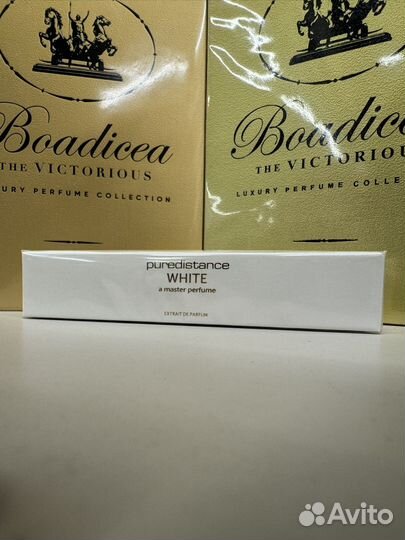 Boadicea
THE VICTORIOUS
URY PERFUME COLLECTION
Boadicea
THE VICTORIOUS
LUXURY PERFUME COLLE
puredistance
WHITE
a master perfume
EXTRAIT DE PARFUM
Avito